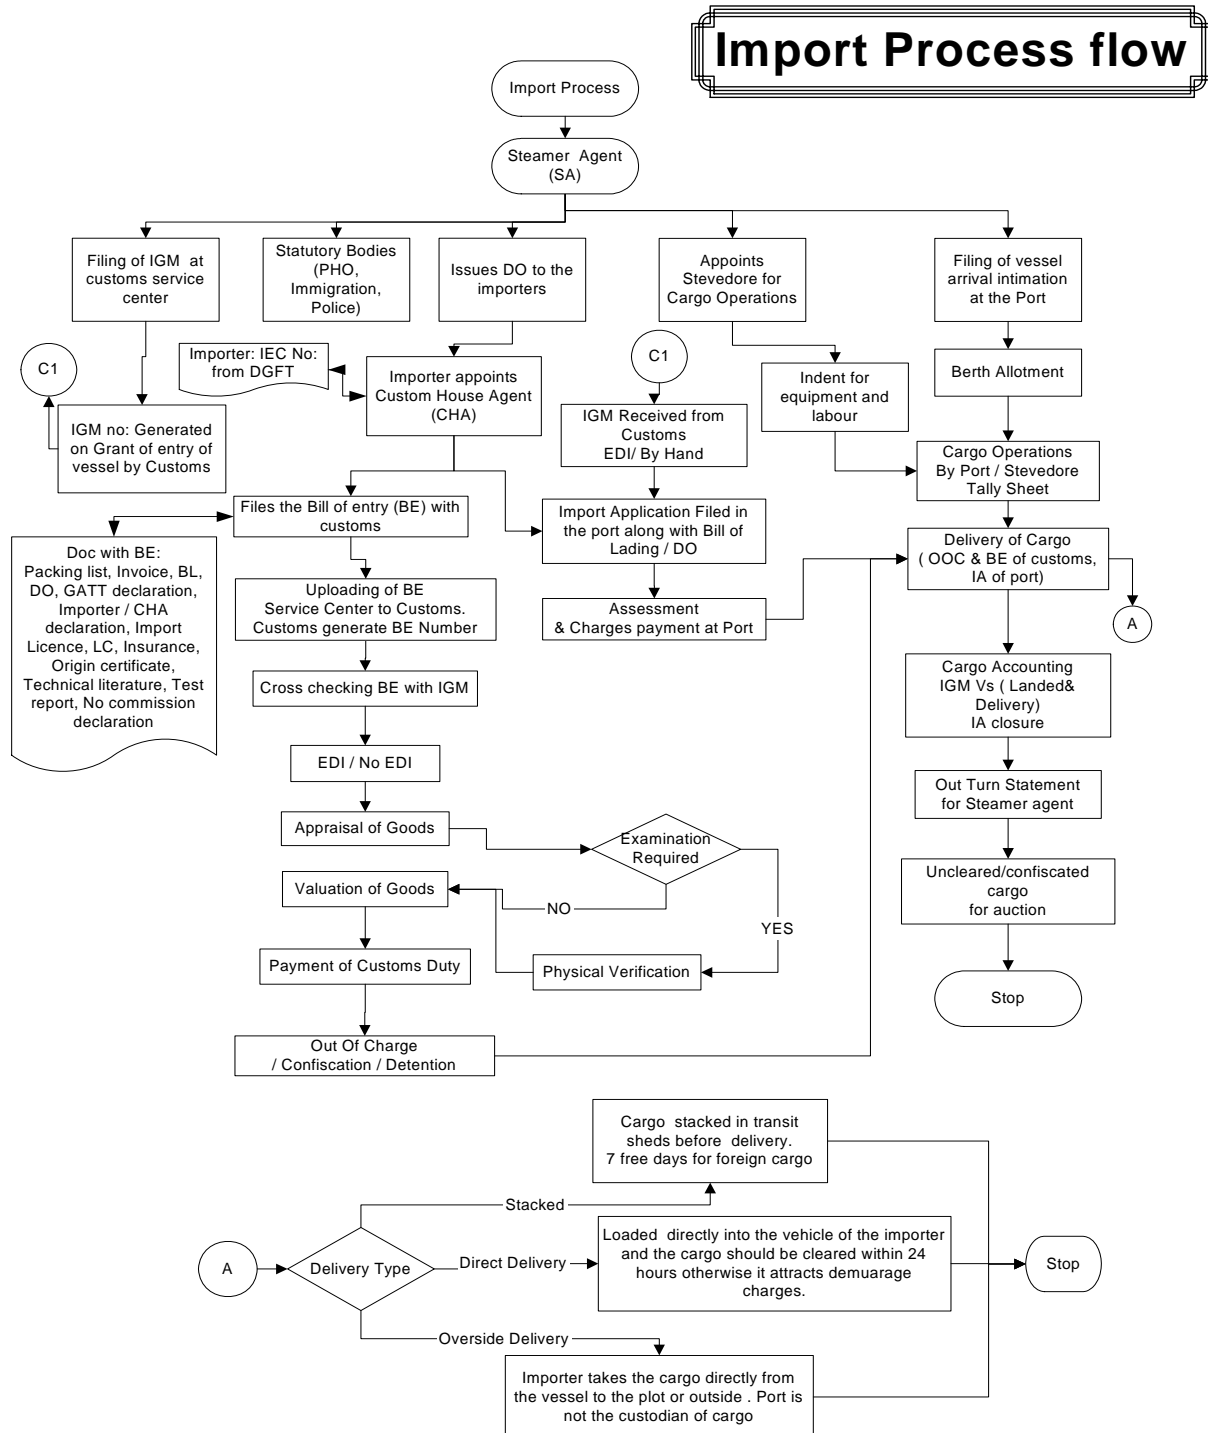 Import Process flow
Import Process
Steamer Agent
(SA)
Filing of IGM at
customs service
center
Statutory Bodies
(PHO,
Immigration,
Police)
Issues DO to the
importers
Appoints
Stevedore for
Cargo Operations
Filing of vessel
arrival intimation
at the Port
C1
Importer: IEC No:
from DGFT
Importer appoints
Custom House Agent
(CHA)
C1
Indent for
equipment and
labour
Berth Allotment
IGM no: Generated
on Grant of entry of
vessel by Customs
IGM Received from
Customs
EDI/ By Hand
Cargo Operations
By Port / Stevedore
Tally Sheet
Files the Bill of entry (BE) with
customs
Import Application Filed in
the port along with Bill of
Lading / DO
Delivery of Cargo
( OOC & BE of customs,
IA of port)
Doc with BE:
Packing list, Invoice, BL,
DO, GATT declaration,
Importer / CHA
declaration, Import
Licence, LC, Insurance,
Origin certificate,
Technical literature, Test
report, No commission
declaration
Uploading of BE
Service Center to Customs.
Customs generate BE Number
Assessment
& Charges payment at Port
A
Cross checking BE with IGM
Cargo Accounting
IGM Vs ( Landed&
Delivery)
IA closure
EDI / No EDI
Out Turn Statement
for Steamer agent
Appraisal of Goods
Examination
Required
Valuation of Goods
NO
YES
Uncleared/confiscated
cargo
for auction
Payment of Customs Duty
Physical Verification
Stop
Out Of Charge
/ Confiscation / Detention
Cargo stacked in transit
sheds before delivery.
7 free days for foreign cargo
Stacked
A
Delivery Type
Direct Delivery
Loaded directly into the vehicle of the importer
and the cargo should be cleared within 24
hours otherwise it attracts demuarage
charges.
Stop
Overside Delivery
Importer takes the cargo directly from
the vessel to the plot or outside . Port is
not the custodian of cargo